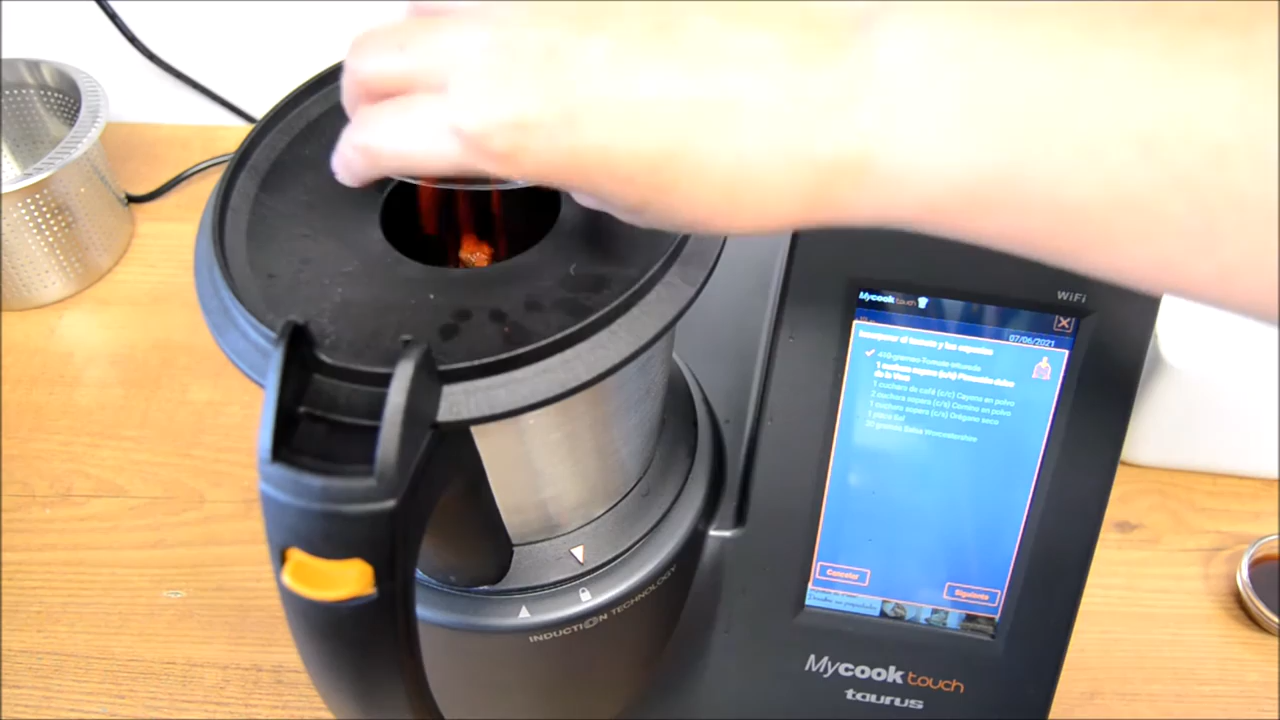 WiFi
Mycook touch
07/06/2021
Incorporar el tomate y las especias
410 gramos Tomate triturado
1 cuchara sopera (c/s) Pimentón dulce
de la Vera
1 cuchara de café (c/c) Cayena en polvo
2 cuchara sopera (c/s) Comino en polvo
1 cuchara sopera (c/s) Orégano seco
1 pizca Sal
20 gramos Salsa Worcestershire
Cancelar
Siguiente
INDUCTION TECHNOLOGY
Mycook touch
taurus